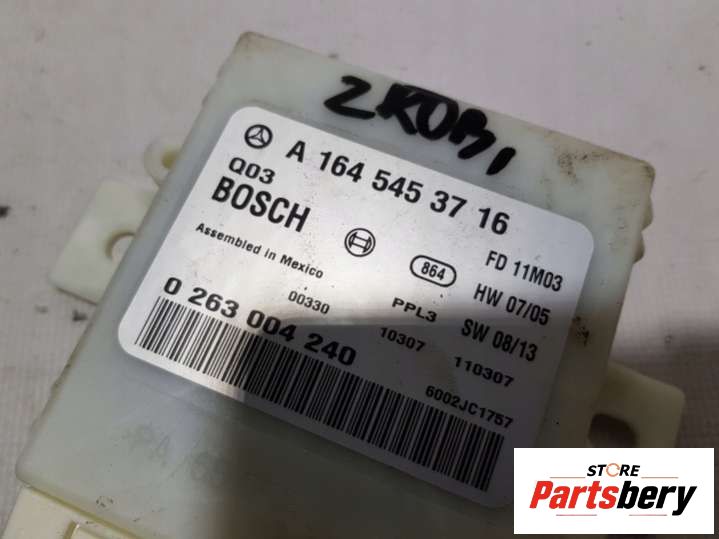 ZKOB1
A 164 545 37 16
Q03
BOSCH
FD 11M03
Assembled in Mexico
864
HW 07/05
00330
PPL3
SW 08/13
0 263 004 240
10307
110307
6002JC1757
STORE
Partsbery